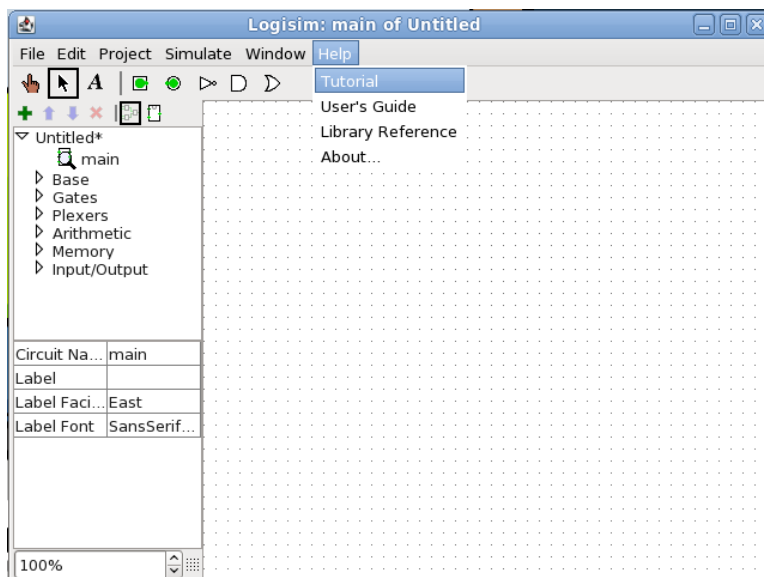 Logisim: main of Untitled
File Edit Project Simulate Window Help
A
Tutorial
User's Guide
Library Reference
About...
Untitled*
main
Base
Gates
Plexers
Arithmetic
Memory
Input/Output
Circuit Na... main
Label
Label Faci... East
Label Font SansSerif...
100%